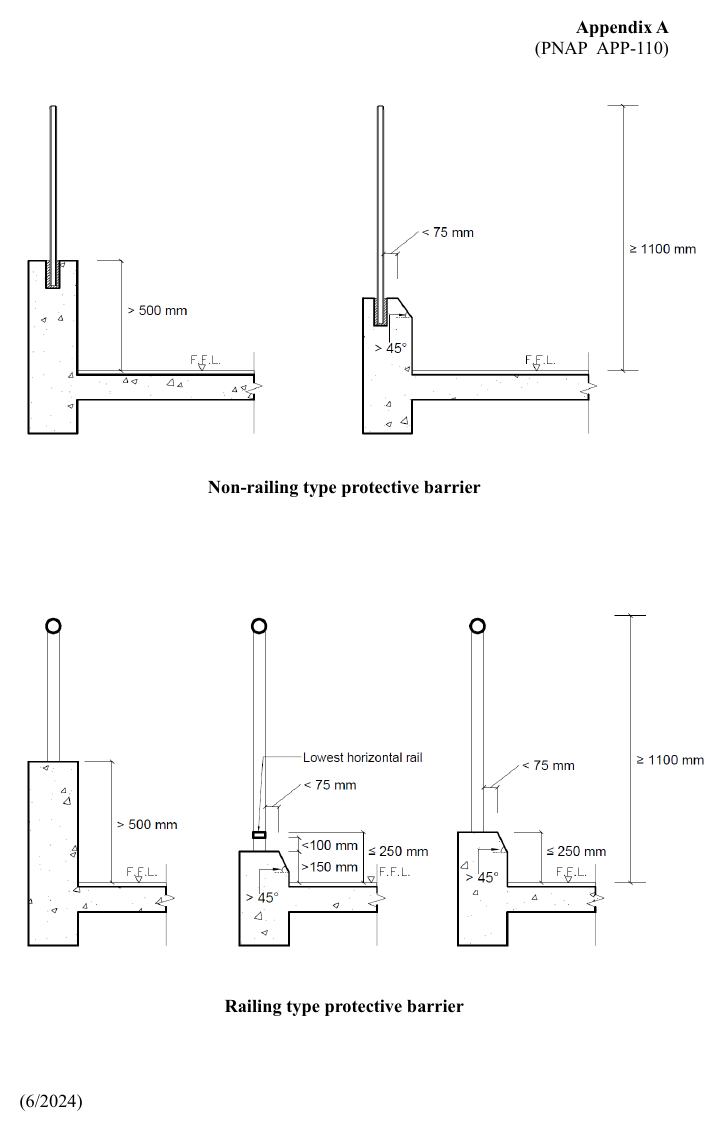 Appendix A
(PNAP APP-110)
< 75 mm
≥ 1100 mm
> 500 mm
> 45°
F.F.L.
F.F.L.
Non-railing type protective barrier
Lowest horizontal rail
< 75 mm
< 75 mm
≥ 1100 mm
> 500 mm
<100 mm
≤ 250 mm
≤ 250 mm
>150 mm
F.F.L.
F.F.L.
F.F.L.
> 45°
> 45°
Railing type protective barrier
(6/2024)